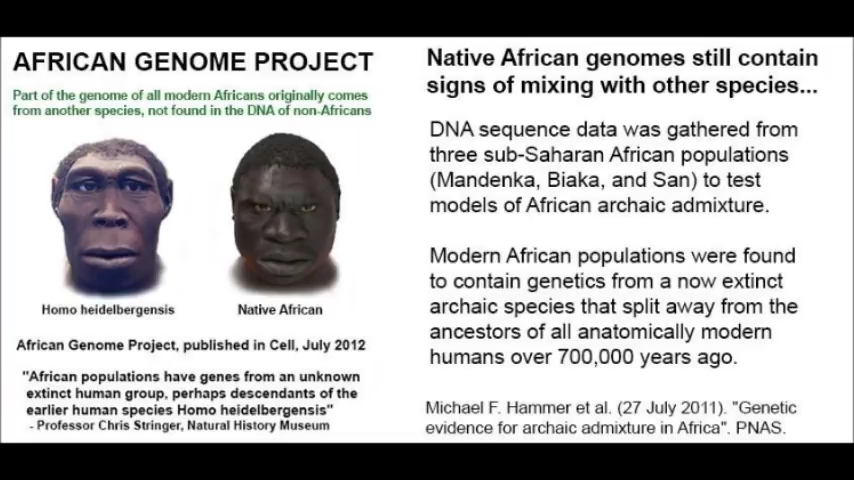 AFRICAN GENOME PROJECT
Part of the genome of all modern Africans originally comes
from another species, not found in the DNA of non-Africans
Homo heidelbergensis
Native African
African Genome Project, published in Cell, July 2012
"African populations have genes from an unknown
extinct human group, perhaps descendants of the
earlier human species Homo heidelbergensis"
- Professor Chris Stringer, Natural History Museum
Native African genomes still contain
signs of mixing with other species...
DNA sequence data was gathered from
three sub-Saharan African populations
(Mandenka, Biaka, and San) to test
models of African archaic admixture.
Modern African populations were found
to contain genetics from a now extinct
archaic species that split away from the
ancestors of all anatomically modern
humans over 700,000 years ago.
Michael F. Hammer et al. (27 July 2011). "Genetic
evidence for archaic admixture in Africa". PNAS.